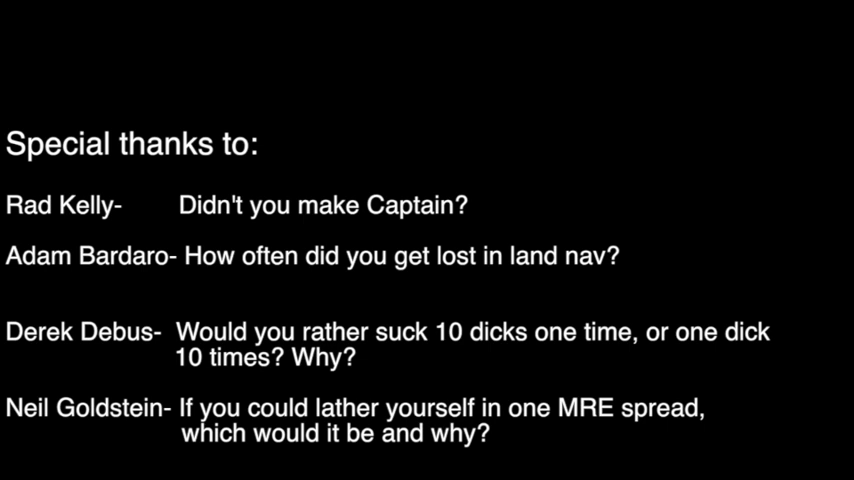 Special thanks to:
Rad Kelly- Didn't you make Captain?
Adam Bardaro- How often did you get lost in land nav?
Derek Debus- Would you rather suck 10 dicks one time, or one dick
10 times? Why?
Neil Goldstein- If you could lather yourself in one MRE spread,
which would it be and why?